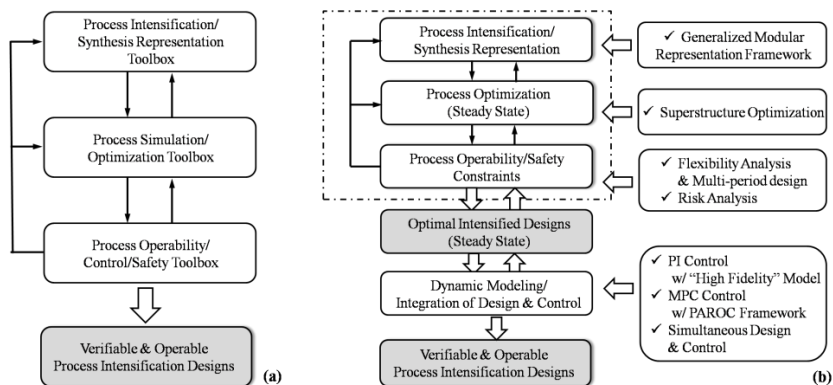 Process Intensification/
Synthesis Representation
Toolbox
Process Simulation/
Optimization Toolbox
Process Operability/
Control/Safety Toolbox
Verifiable & Operable
Process Intensification Designs
(a)
Process Intensification/
Synthesis Representation
Process Optimization
(Steady State)
Process Operability/Safety
Constraints
Optimal Intensified Designs
(Steady State)
Dynamic Modeling/
Integration of Design & Control
Verifiable & Operable
Process Intensification Designs
✓ Generalized Modular
Representation Framework
✓ Superstructure Optimization
✓ Flexibility Analysis
& Multi-period design
✓ Risk Analysis
✓ PI Control
w/ “High Fidelity” Model
✓ MPC Control
w/ PAROC Framework
✓ Simultaneous Design
& Control
(b)